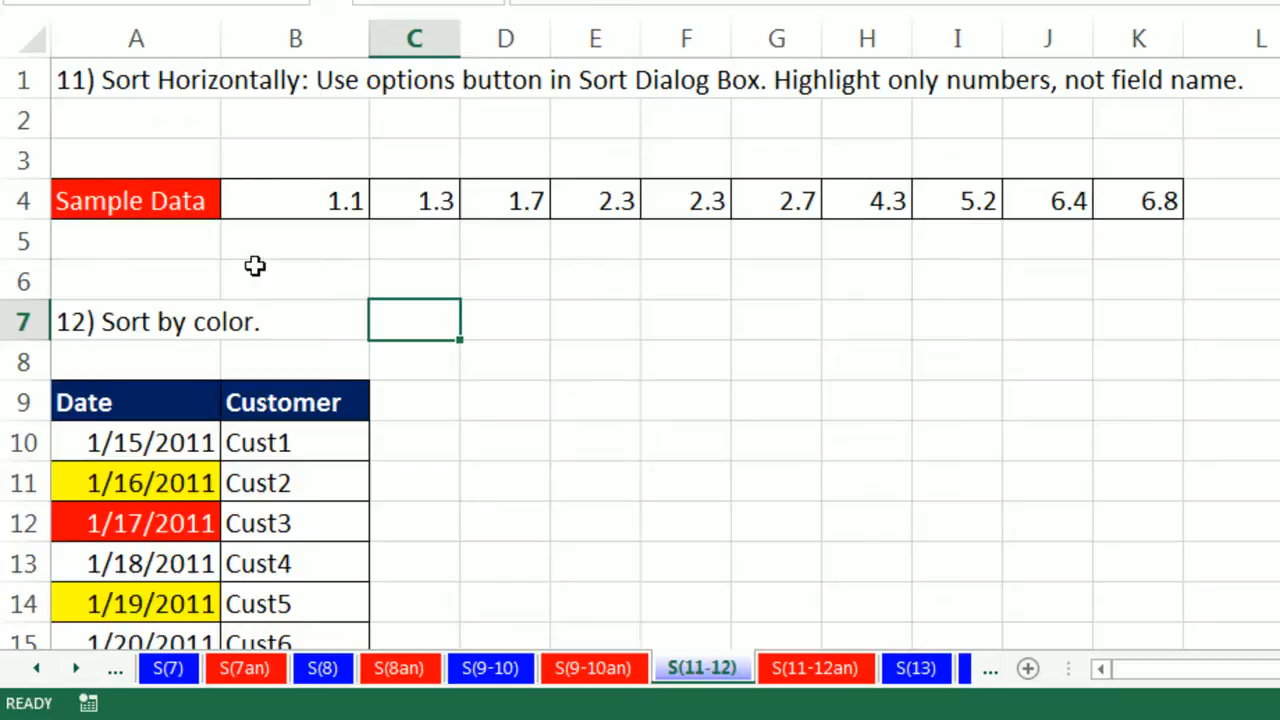 A B C D E F G H I J K L
1 11) Sort Horizontally: Use options button in Sort Dialog Box. Highlight only numbers, not field name.
2
3
4 Sample Data 1.1 1.3 1.7 2.3 2.3 2.7 4.3 5.2 6.4 6.8
5
6
7 12) Sort by color.
8
9 Date Customer
10 1/15/2011 Cust1
11 1/16/2011 Cust2
12 1/17/2011 Cust3
13 1/18/2011 Cust4
14 1/19/2011 Cust5
15 1/20/2011 Cust6
... S(7) S(7an) S(8) S(8an) S(9-10) S(9-10an) S(11-12) S(11-12an) S(13) ...
READY